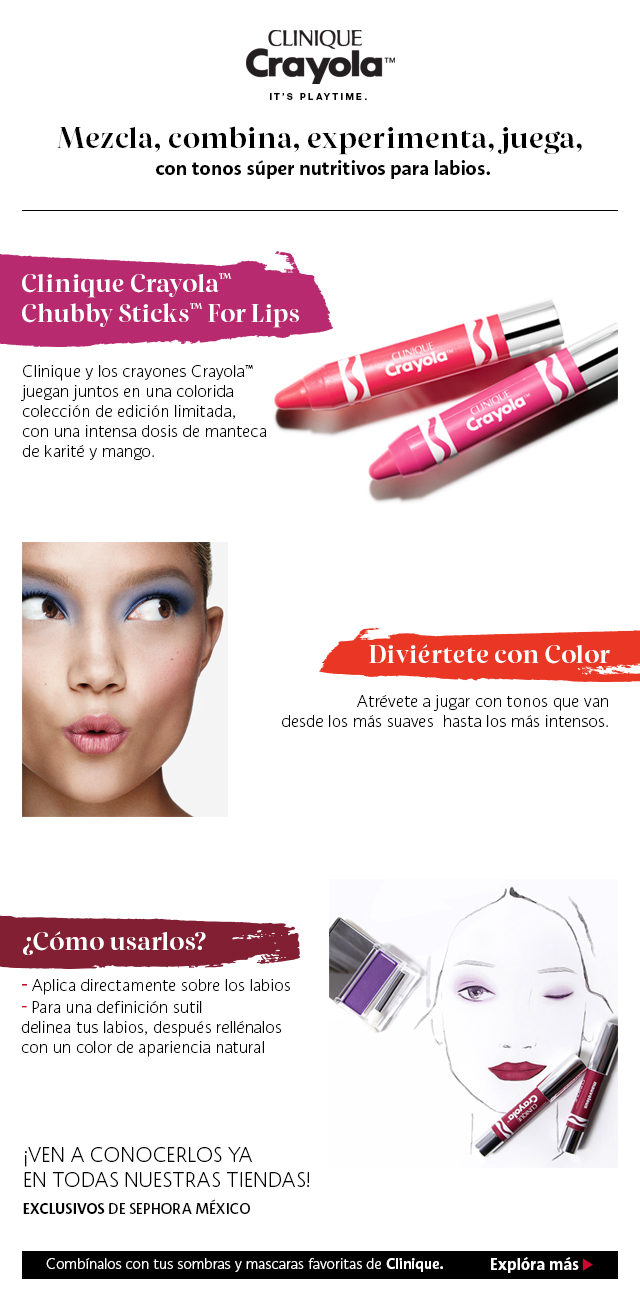 CLINIQUE
Crayola™
IT'S PLAYTIME.
Mezcla, combina, experimenta, juega,
con tonos súper nutritivos para labios.
Clinique Crayola™
Chubby Sticks™ For Lips
Clinique y los crayones Crayola™
juegan juntos en una colorida
colección de edición limitada,
con una intensa dosis de manteca
de karité y mango.
CLINIQUE
Crayola™
CLINIQUE
Crayola™
Diviértete con Color
Atrévete a jugar con tonos que van
desde los más suaves hasta los más intensos.
¿Cómo usarlos?
- Aplica directamente sobre los labios
- Para una definición sutil
delinea tus labios, después rellénalos
con un color de apariencia natural
CLINIQUE
Crayola
¡VEN A CONOCERLOS YA
EN TODAS NUESTRAS TIENDAS!
EXCLUSIVOS DE SEPHORA MÉXICO
Combínalos con tus sombras y mascaras favoritas de Clinique.
Explóra más